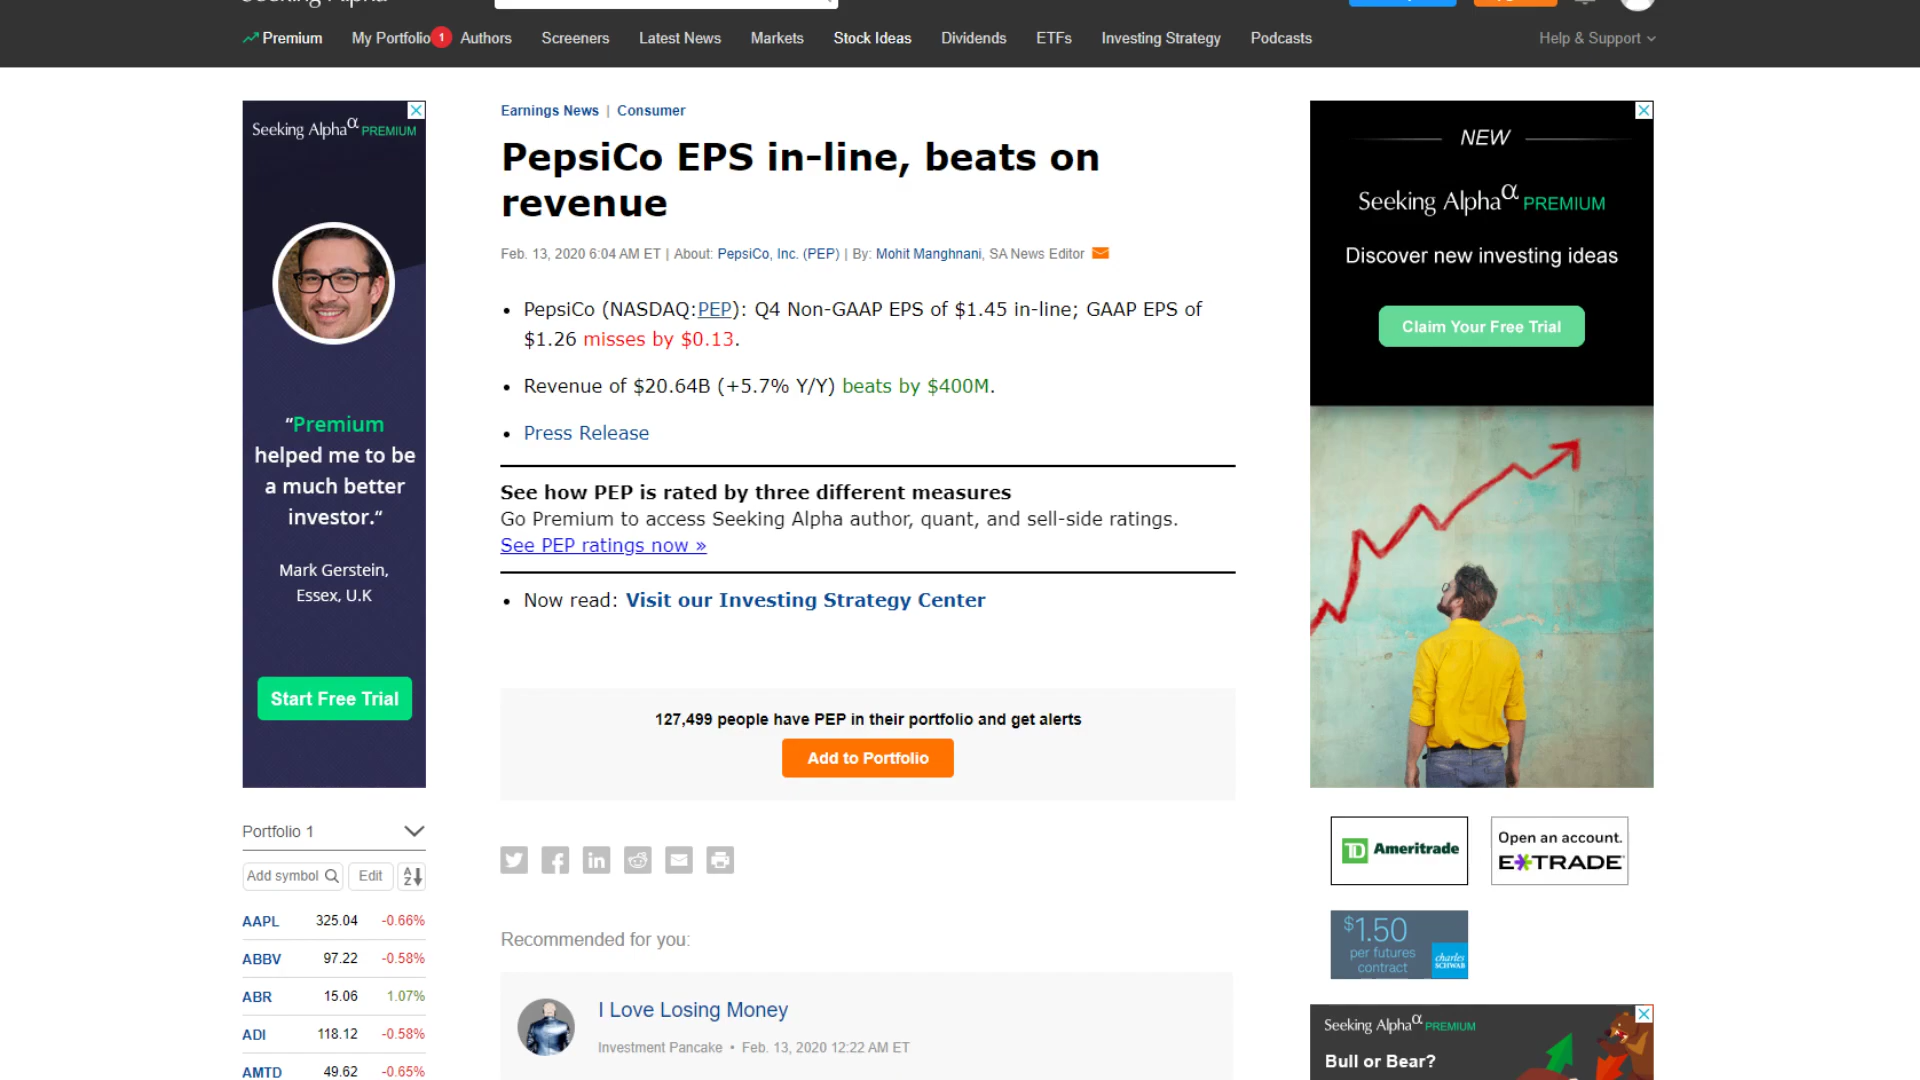 Premium My Portfolio 1 Authors Screeners Latest News Markets Stock Ideas Dividends ETFs Investing Strategy Podcasts Help & Support
Seeking Alpha α PREMIUM
"Premium
helped me to be
a much better
investor."
Mark Gerstein,
Essex, U.K
Start Free Trial
Portfolio 1
Add symbol Edit A Z
AAPL 325.04 -0.66%
ABBV 97.22 -0.58%
ABR 15.06 1.07%
ADI 118.12 -0.58%
AMTD 49.62 -0.65%
Earnings News | Consumer
PepsiCo EPS in-line, beats on
revenue
Feb. 13, 2020 6:04 AM ET | About: PepsiCo, Inc. (PEP) | By: Mohit Manghnani, SA News Editor
• PepsiCo (NASDAQ:PEP): Q4 Non-GAAP EPS of $1.45 in-line; GAAP EPS of
$1.26 misses by $0.13.
• Revenue of $20.64B (+5.7% Y/Y) beats by $400M.
• Press Release
See how PEP is rated by three different measures
Go Premium to access Seeking Alpha author, quant, and sell-side ratings.
See PEP ratings now »
• Now read: Visit our Investing Strategy Center
127,499 people have PEP in their portfolio and get alerts
Add to Portfolio
Recommended for you:
I Love Losing Money
Investment Pancake • Feb. 13, 2020 12:22 AM ET
NEW
Seeking Alpha α PREMIUM
Discover new investing ideas
Claim Your Free Trial
TD Ameritrade
Open an account.
E*TRADE
$1.50
per futures
contract
charles
SCHWAB
Seeking Alpha α PREMIUM
Bull or Bear?